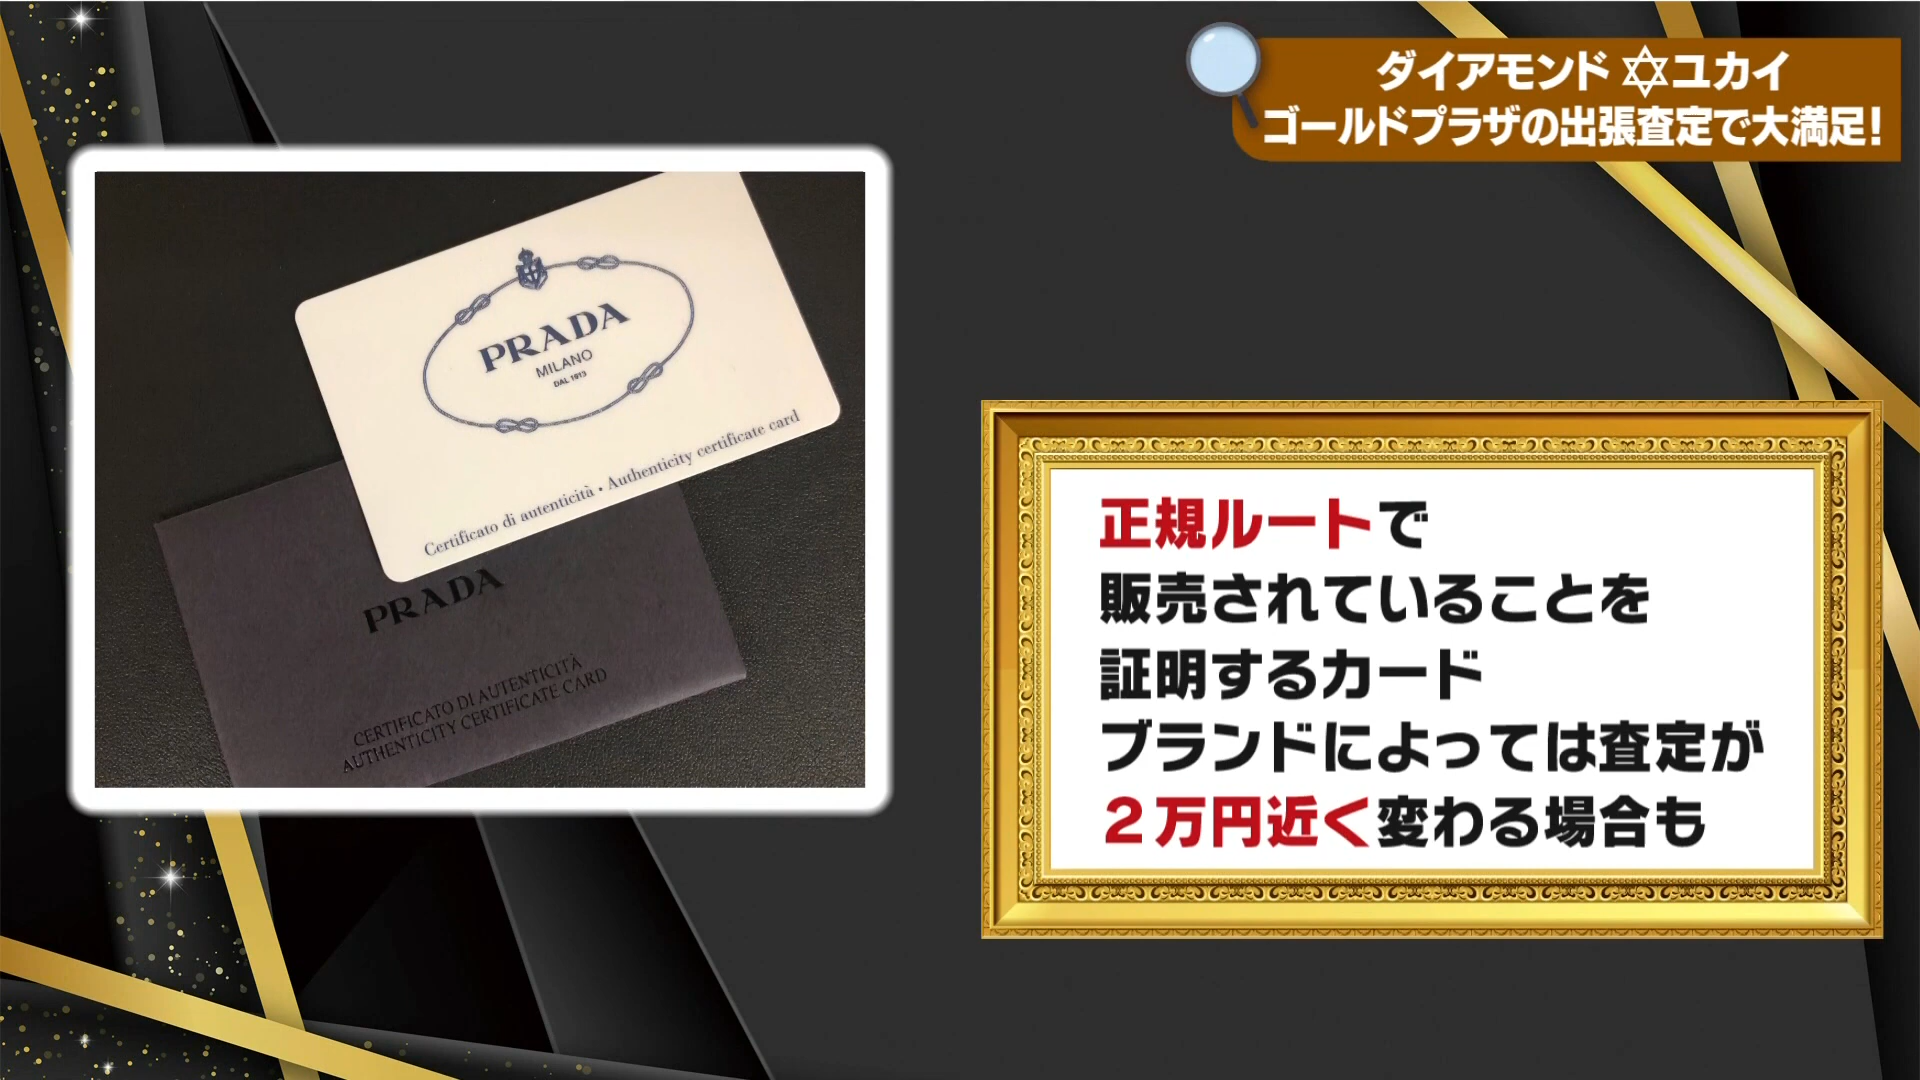 ダイアモンド✡ユカイ
ゴールドプラザの出張査定で大満足!
PRADA
MILANO
DAL 1913
Certificato di autenticità · Authenticity certificate card
PRADA
CERTIFICATO DI AUTENTICITÀ
AUTHENTICITY CERTIFICATE CARD
正規ルートで
販売されていることを
証明するカード
ブランドによっては査定が
２万円近く変わる場合も